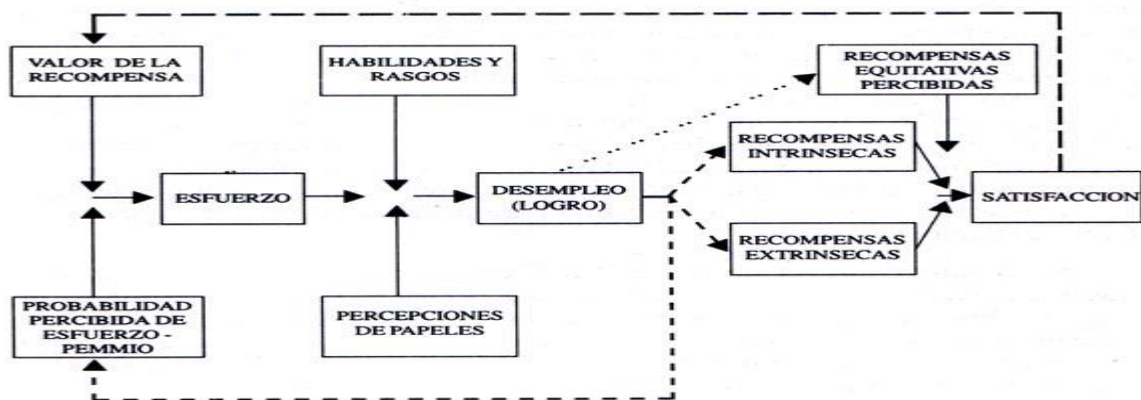 VALOR DE LA
RECOMPENSA
HABILIDADES Y
RASGOS
RECOMPENSAS
EQUITATIVAS
PERCIBIDAS
RECOMPENSAS
INTRINSECAS
ESFUERZO
DESEMPLEO
(LOGRO)
SATISFACCION
RECOMPENSAS
EXTRINSECAS
PROBABILIDAD
PERCIBIDA DE
ESFUERZO -
PEMMIO
PERCEPCIONES
DE PAPELES